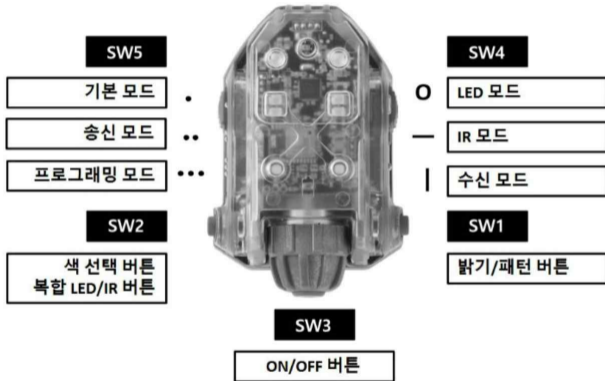 SW5
기본 모드 .
송신 모드 ..
프로그래밍 모드 ...
SW4
O LED 모드
— IR 모드
| 수신 모드
SW2
색 선택 버튼
복합 LED/IR 버튼
SW1
밝기/패턴 버튼
SW3
ON/OFF 버튼